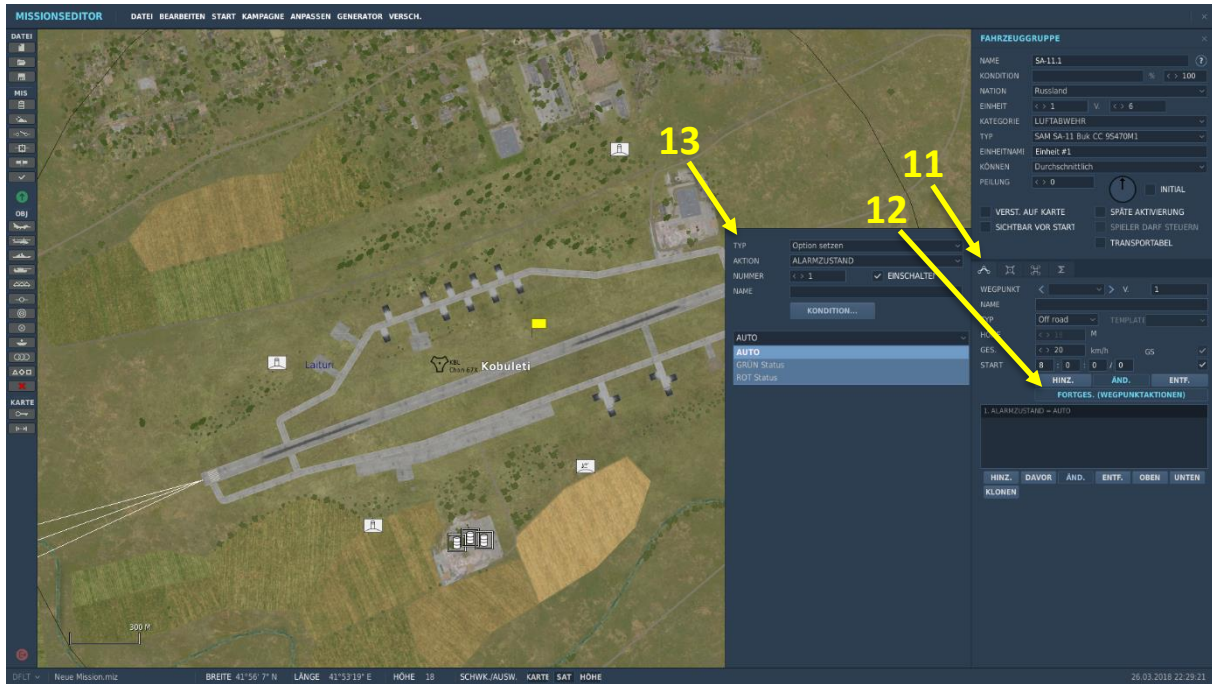 MISSIONSEDITOR DATEI BEARBEITEN START KAMPAGNE ANPASSEN GENERATOR VERSCH.
DATEI
MIS
OBJ
KARTE
13
11
12
300 M
Laituri
KBL
Kobuleti
TYP Option setzen
AKTION ALARMZUSTAND
NUMMER < > 1 EINSCHALTEN
NAME
KONDITION...
AUTO
AUTO
GRÜN Status
ROT Status
FAHRZEUGGRUPPE
NAME SA-11.1 ?
KONDITION % < > 100
NATION Russland
EINHEIT < > 1 V. < > 6
KATEGORIE LUFTABWEHR
TYP SAM SA-11 Buk CC 9S470M1
EINHEITNAMI Einheit #1
KÖNNEN Durchschnittlich
PEILUNG < > 0 INITIAL
VERST. AUF KARTE SPÄTE AKTIVIERUNG
SICHTBAR VOR START SPIELER DARF STEUERN
TRANSPORTABEL
WEGPUNKT < > V. 1
NAME
TYP Off road TEMPLATE
HÖHE M
GES. < > 20 km/h GS
START 8 : 0 : 0 / 0
HINZ. ÄND. ENTF.
FORTGES. (WEGPUNKTAKTIONEN)
1. ALARMZUSTAND = AUTO
HINZ. DAVOR ÄND. ENTF. OBEN UNTEN
KLONEN
DFLT Neue Mission.miz BREITE 41°56' 7" N LÄNGE 41°53'19" E HÖHE 18 SCHWK./AUSW. KARTE SAT HÖHE 26.03.2018 22:29:21